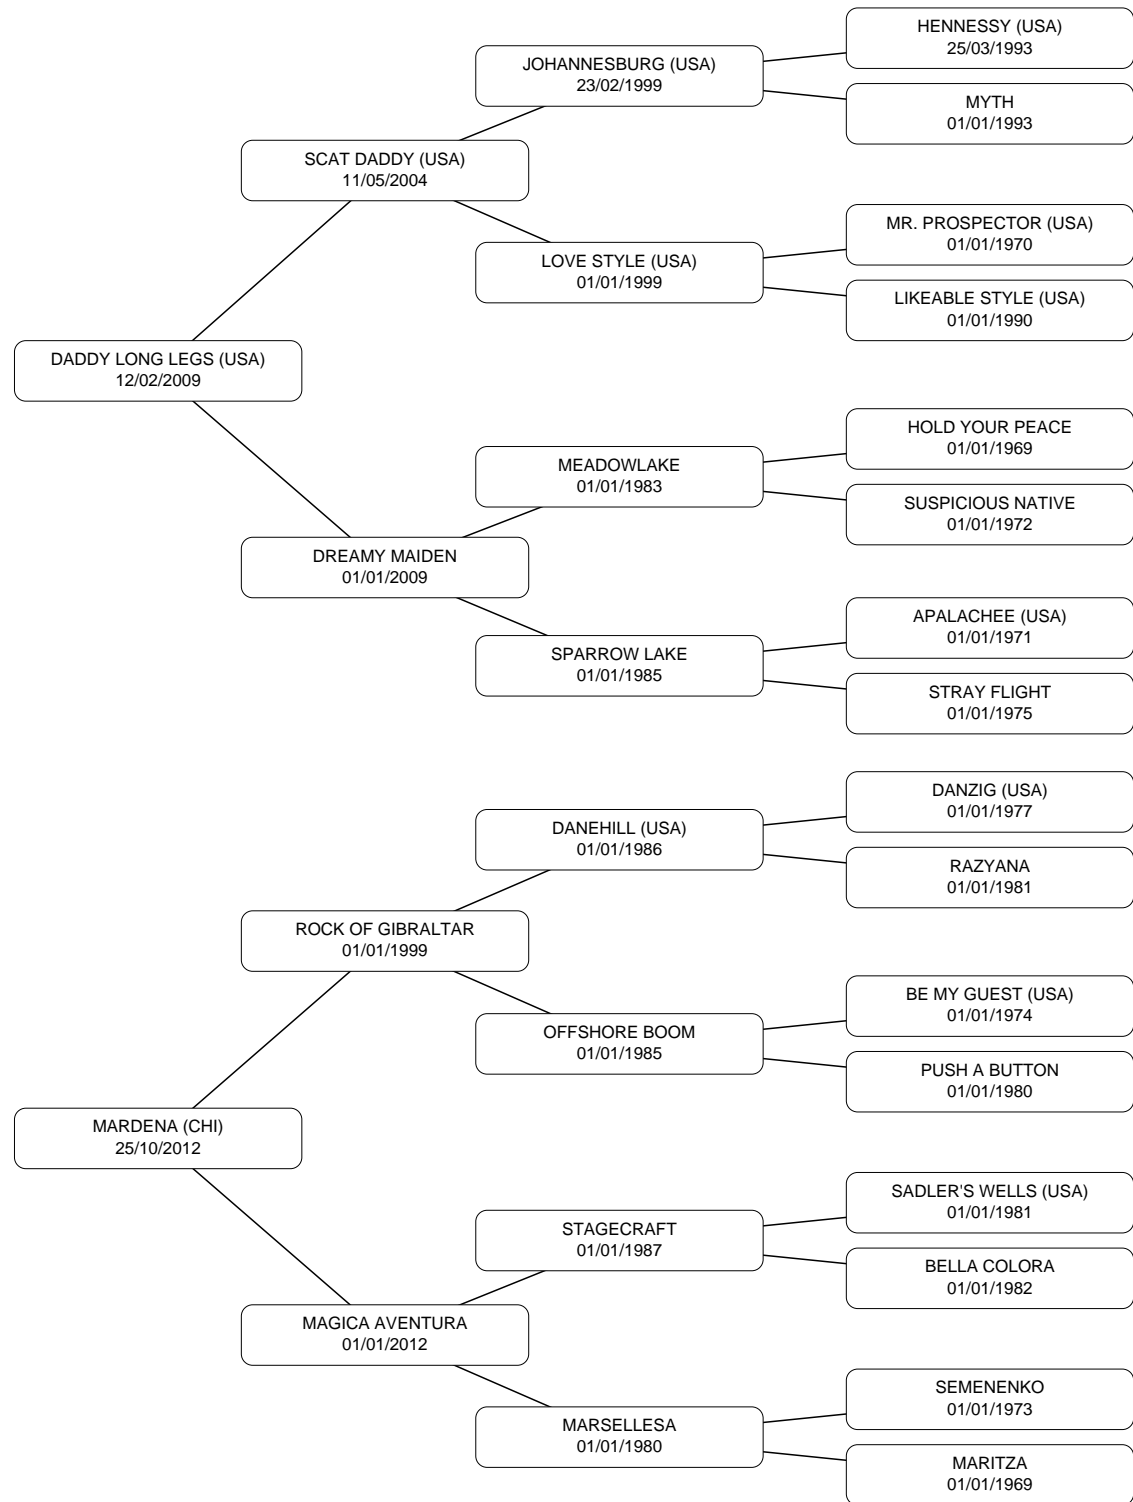 HENNESSY (USA)
25/03/1993
JOHANNESBURG (USA)
23/02/1999
MYTH
01/01/1993
SCAT DADDY (USA)
11/05/2004
MR. PROSPECTOR (USA)
01/01/1970
LOVE STYLE (USA)
01/01/1999
LIKEABLE STYLE (USA)
01/01/1990
DADDY LONG LEGS (USA)
12/02/2009
HOLD YOUR PEACE
01/01/1969
MEADOWLAKE
01/01/1983
SUSPICIOUS NATIVE
01/01/1972
DREAMY MAIDEN
01/01/2009
APALACHEE (USA)
01/01/1971
SPARROW LAKE
01/01/1985
STRAY FLIGHT
01/01/1975
DANZIG (USA)
01/01/1977
DANEHILL (USA)
01/01/1986
RAZYANA
01/01/1981
ROCK OF GIBRALTAR
01/01/1999
BE MY GUEST (USA)
01/01/1974
OFFSHORE BOOM
01/01/1985
PUSH A BUTTON
01/01/1980
MARDENA (CHI)
25/10/2012
SADLER'S WELLS (USA)
01/01/1981
STAGECRAFT
01/01/1987
BELLA COLORA
01/01/1982
MAGICA AVENTURA
01/01/2012
SEMENENKO
01/01/1973
MARSELLESA
01/01/1980
MARITZA
01/01/1969